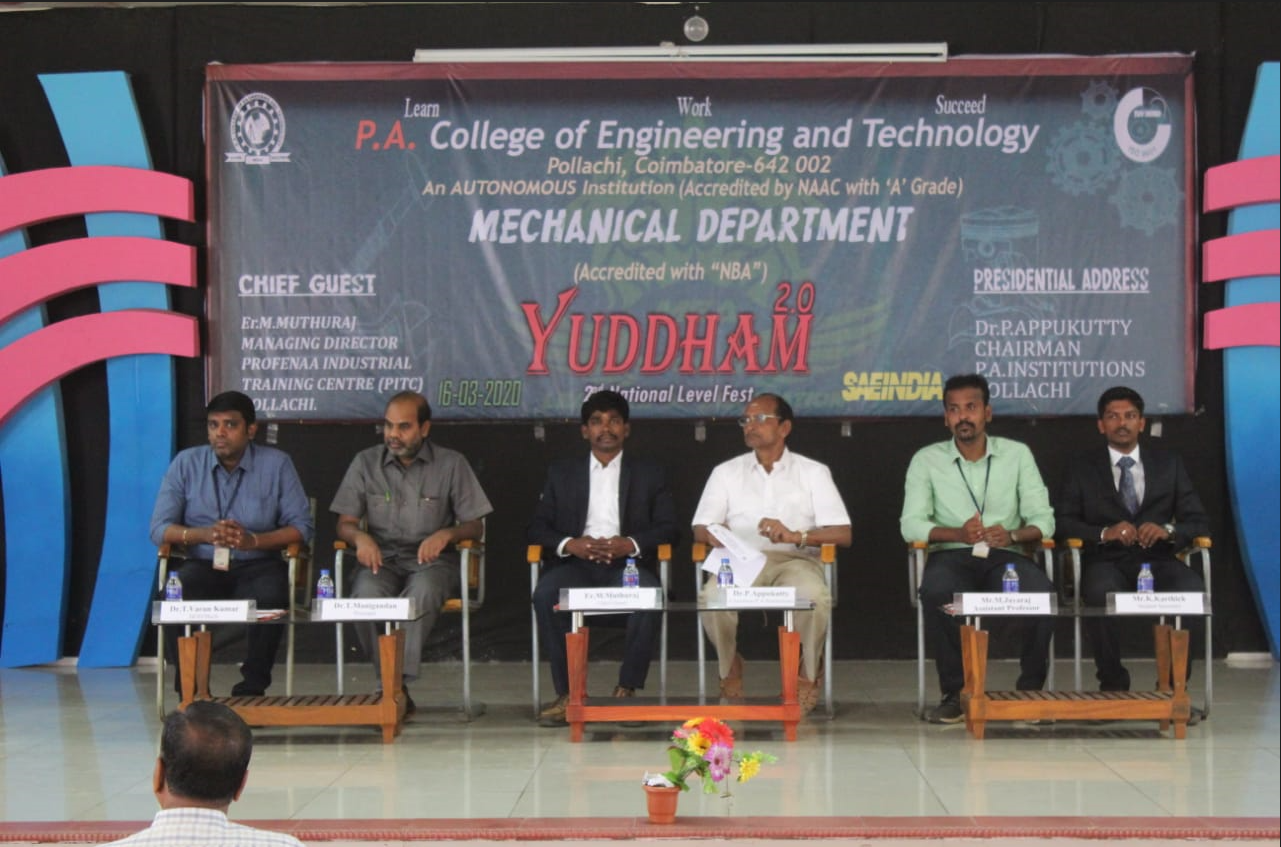 Learn Work Succeed
P.A. College of Engineering and Technology
Pollachi, Coimbatore-642 002
An AUTONOMOUS Institution (Accredited by NAAC with 'A' Grade)
MECHANICAL DEPARTMENT
(Accredited with "NBA")
YUDDHAM 2.0
2nd National Level Fest
CHIEF GUEST
Er.M.MUTHURAJ
MANAGING DIRECTOR
PROFENAA INDUSTRIAL
TRAINING CENTRE (PITC)
POLLACHI.
16-03-2020
SAEINDIA
PRESIDENTIAL ADDRESS
Dr.P.APPUKUTTY
CHAIRMAN
P.A.INSTITUTIONS
POLLACHI
Dr.T.Varun Kumar
Dr.T.Manigandan
Er.M.Muthuraj
Dr.P.Appukutty
Mr.M.Jayaraj
Assistant Professor
Mr.K.Karthick